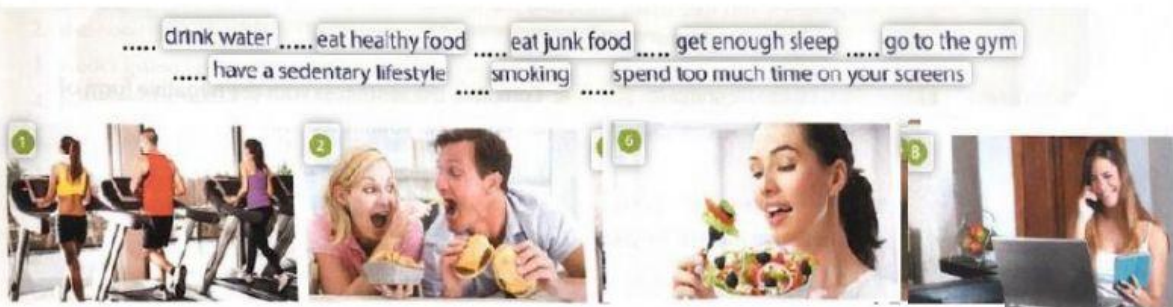 ..... drink water ..... eat healthy food ..... eat junk food ..... get enough sleep ..... go to the gym
..... have a sedentary lifestyle ..... smoking ..... spend too much time on your screens
1 2 6 8